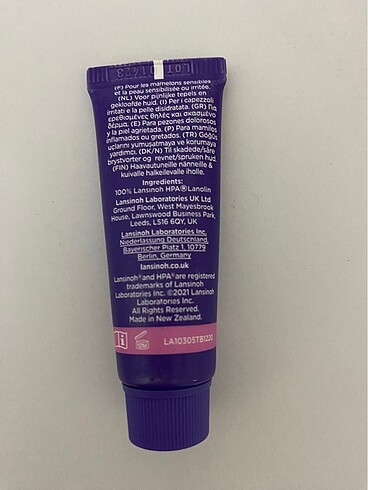 LOT 01423
(F) Pour les mamelons sensibles
et la peau sensibilisée ou irritée.
(NL) Voor pijnlijke tepels en
gekloofde huid. (I) Per i capezzoli
irritati e la pelle disidratata. (GR) Για
ερεθισμένες θηλές και σκασμένο
δέρμα. (E) Para pezones dolorosos
y la piel agrietada. (P) Para mamilos
inflamados ou gretados. (TR) Göğüs
uçlarını yumuşatmaya ve korumaya
yardımcı. (DK/N) Til skadede/såre
brystvorter og revnet/sprukken hud.
(FIN) Haavautuneille nänneille &
kuivalle halkeilevalle iholle.
Ingredients:
100% Lansinoh HPA® Lanolin
Lansinoh Laboratories UK Ltd
Ground Floor, West Mayesbrook
House, Lawnswood Business Park,
Leeds, LS16 6QY, UK
Lansinoh Laboratories Inc.
Niederlassung Deutschland,
Bayerischer Platz 1, 10779
Berlin, Germany
lansinoh.co.uk
Lansinoh® and HPA® are registered
trademarks of Lansinoh
Laboratories Inc. ©2021 Lansinoh
Laboratories Inc.
All Rights Reserved.
Made in New Zealand.
LA10305TB1220